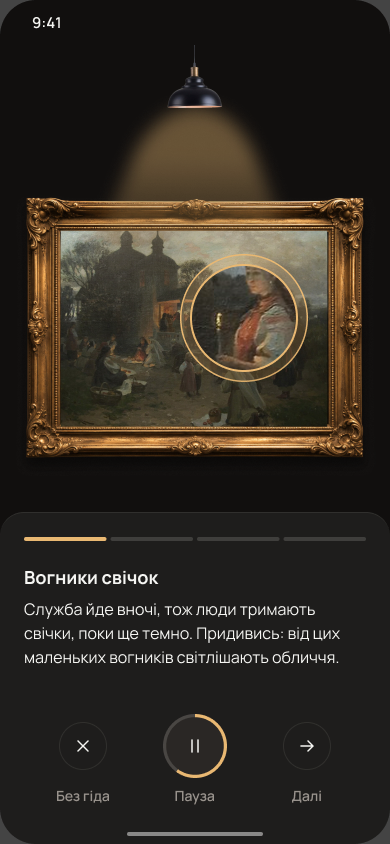 9:41
Вогники свічок
Служба йде вночі, тож люди тримають
свічки, поки ще темно. Придивись: від цих
маленьких вогників світлішають обличчя.
Без гіда
Пауза
Далі